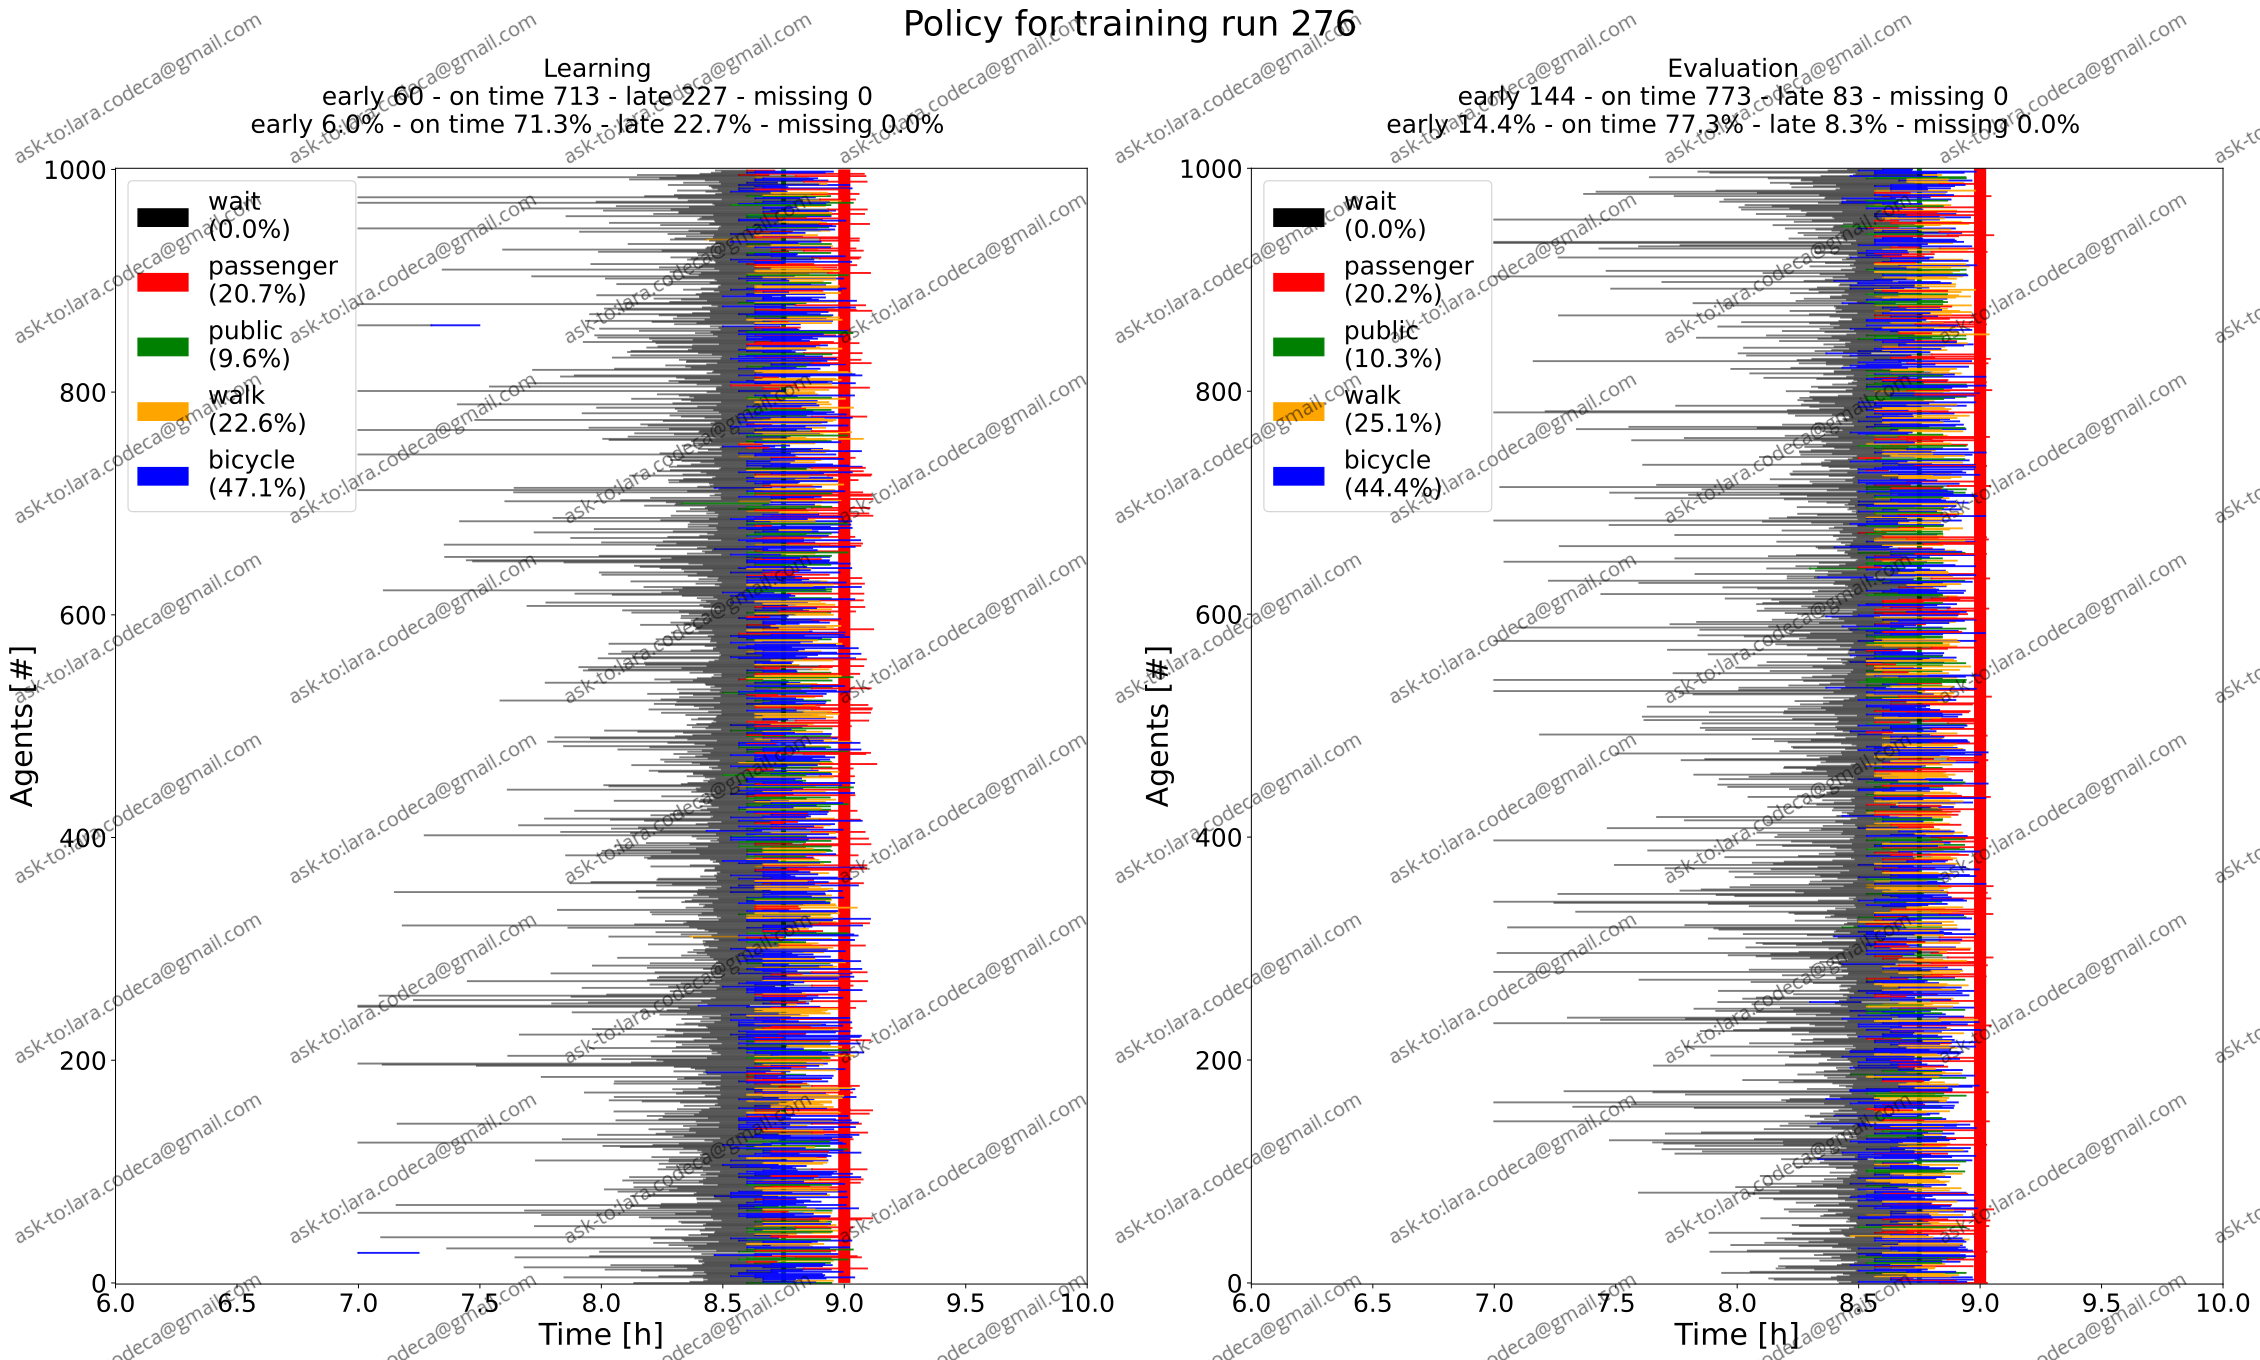 Policy for training run 276
Learning
early 60 - on time 713 - late 227 - missing 0
early 6.0% - on time 71.3% - late 22.7% - missing 0.0%
1000
800
600
400
200
0
Agents [#]
wait
(0.0%)
passenger
(20.7%)
public
(9.6%)
walk
(22.6%)
bicycle
(47.1%)
6.0 6.5 7.0 7.5 8.0 8.5 9.0 9.5 10.0
Time [h]
Evaluation
early 144 - on time 773 - late 83 - missing 0
early 14.4% - on time 77.3% - late 8.3% - missing 0.0%
1000
800
600
400
200
0
Agents [#]
wait
(0.0%)
passenger
(20.2%)
public
(10.3%)
walk
(25.1%)
bicycle
(44.4%)
6.0 6.5 7.0 7.5 8.0 8.5 9.0 9.5 10.0
Time [h]
ask-to:lara.codeca@gmail.com